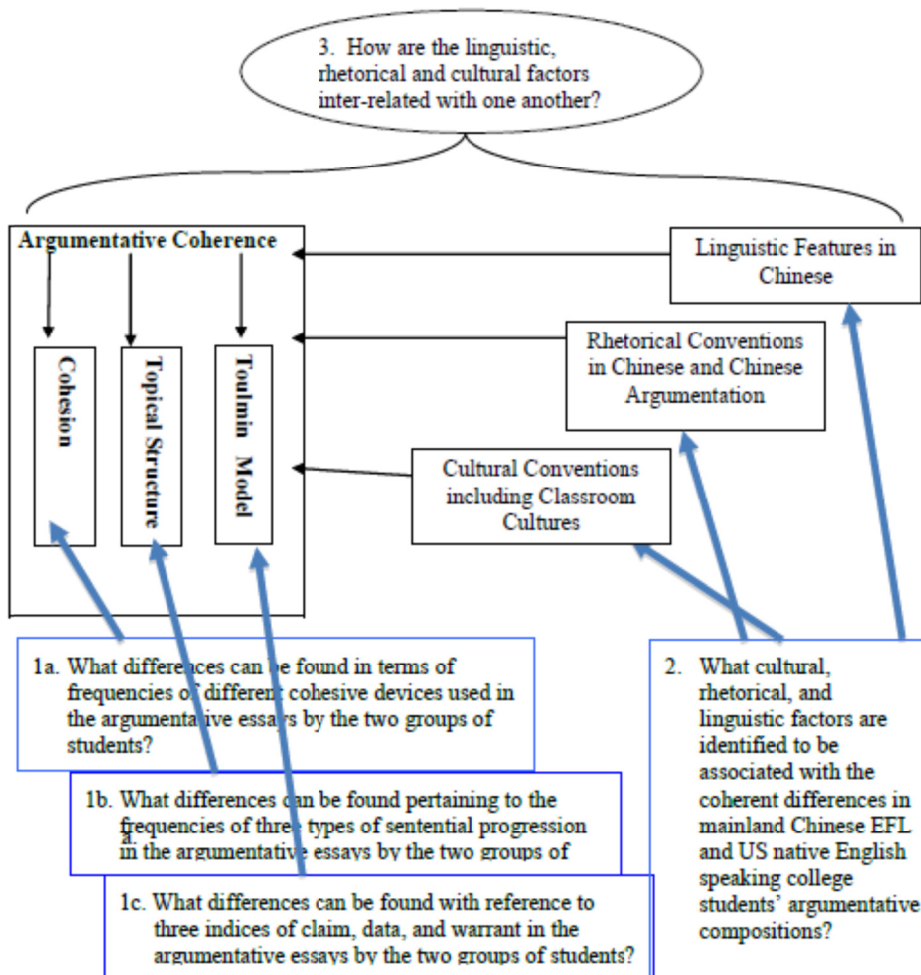 3.  How are the linguistic,
rhetorical and cultural factors
inter-related with one another?
Argumentative Coherence
Linguistic Features in
Chinese
Rhetorical Conventions
in Chinese and Chinese
Argumentation
Cultural Conventions
including Classroom
Cultures
Cohesion
Topical Structure
Toulmin Model
1a. What differences can be found in terms of
frequencies of different cohesive devices used in
the argumentative essays by the two groups of
students?
1b. What differences can be found pertaining to the
frequencies of three types of sentential progression
in the argumentative essays by the two groups of
a.
1c. What differences can be found with reference to
three indices of claim, data, and warrant in the
argumentative essays by the two groups of students?
2. What cultural,
rhetorical, and
linguistic factors are
identified to be
associated with the
coherent differences in
mainland Chinese EFL
and US native English
speaking college
students' argumentative
compositions?